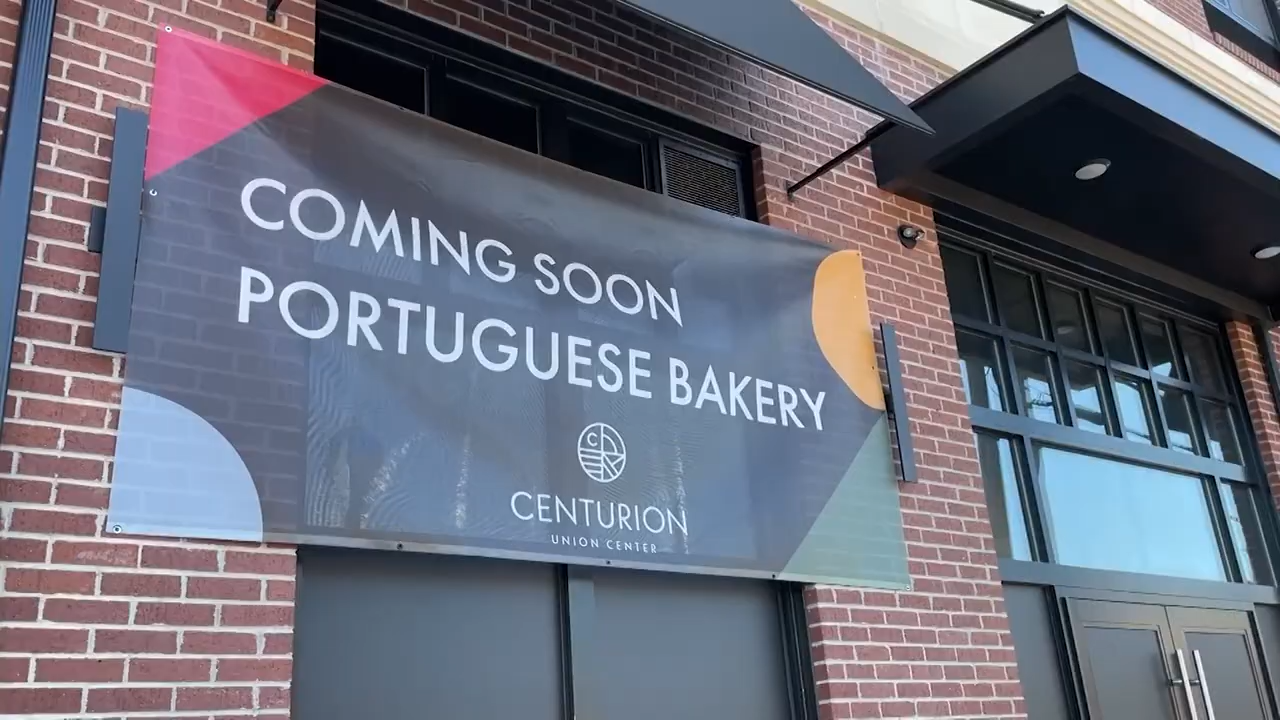 COMING SOON
PORTUGUESE BAKERY
CENTURION
UNION CENTER